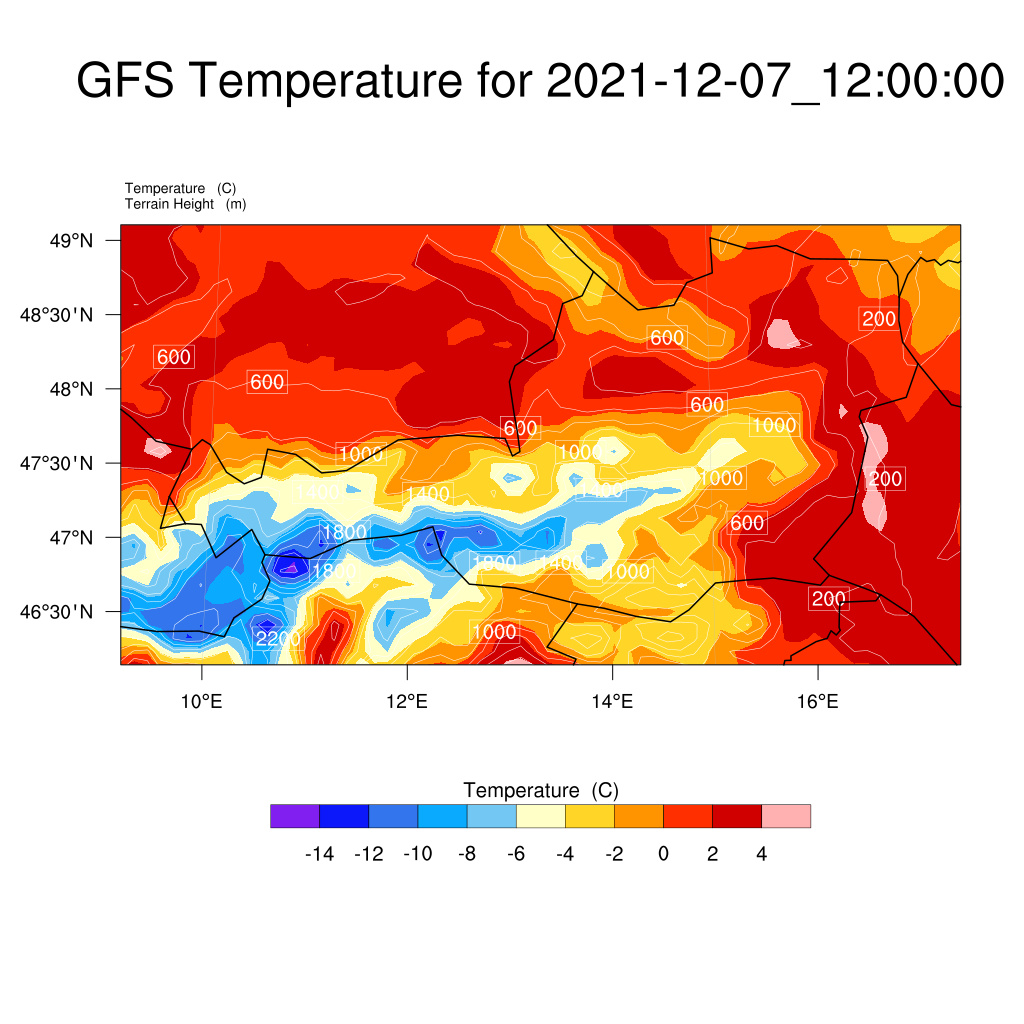 GFS Temperature for 2021-12-07_12:00:00
Temperature (C)
Terrain Height (m)
49°N
48°30'N
48°N
47°30'N
47°N
46°30'N
200
600
600
600
600
600
1000
1000
1000
1000
200
1400
1400
1400
600
1800
1800
1800
1400
1000
200
1000
2200
10°E 12°E 14°E 16°E
Temperature (C)
-14 -12 -10 -8 -6 -4 -2 0 2 4